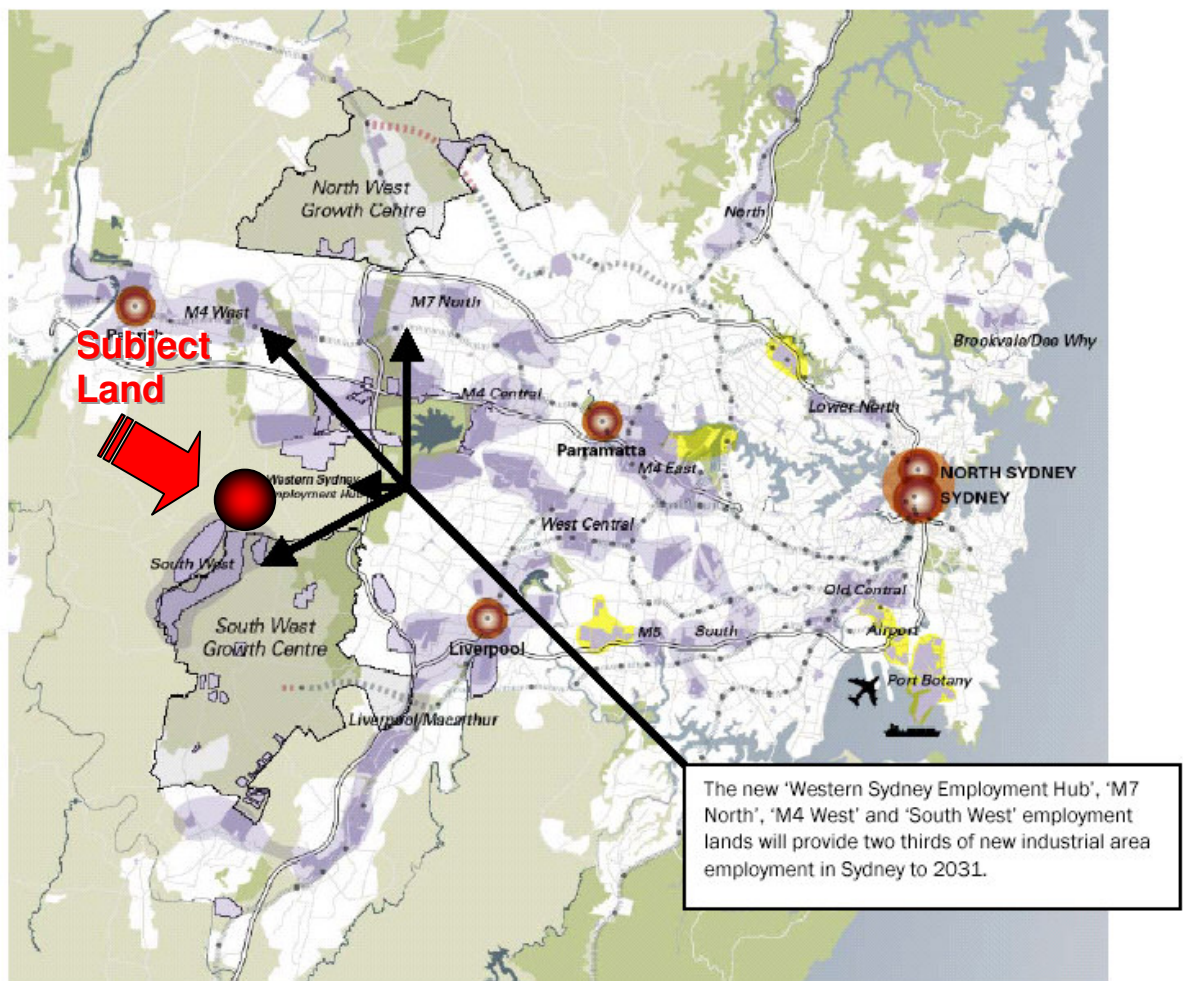 North West
Growth Centre
North
M4 West
M7 North
Subject
Land
Brookvale/Dee Why
M4 Central
Lower North
Parramatta
M4 East
NORTH SYDNEY
SYDNEY
Western Sydney
Employment Hub
West Central
South West
Old Central
South West
Growth Centre
Liverpool
M5 South
Airport
Port Botany
Liverpool/Macarthur
The new ‘Western Sydney Employment Hub’, ‘M7
North’, ‘M4 West’ and ‘South West’ employment
lands will provide two thirds of new industrial area
employment in Sydney to 2031.